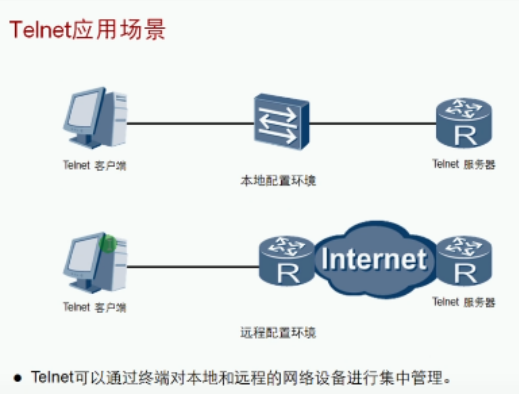 Telnet应用场景
Telnet 客户端
R
Telnet 服务器
本地配置环境
Telnet 客户端
R
Internet
R
Telnet 服务器
远程配置环境
● Telnet可以通过终端对本地和远程的网络设备进行集中管理。